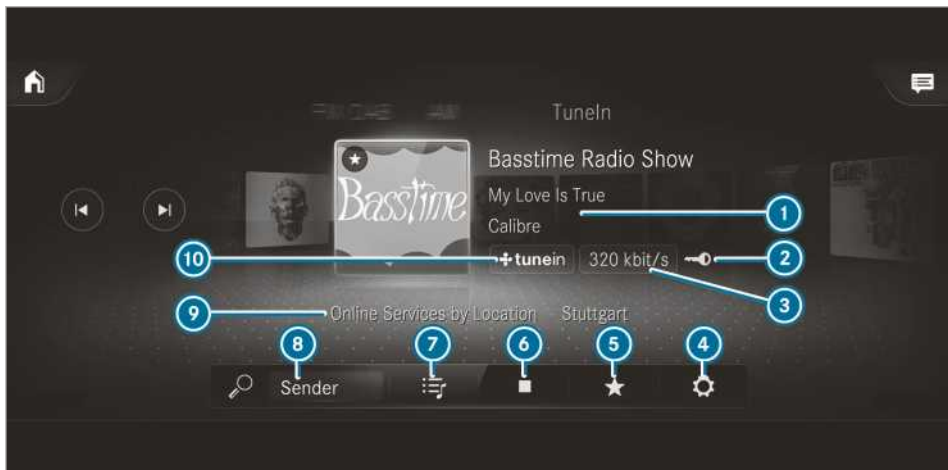 TuneIn
Basstime Radio Show
My Love Is True
Calibre
Basstime
tunein
320 kbit/s
Online Services by Location Stuttgart
Sender
1
2
3
4
5
6
7
8
9
10